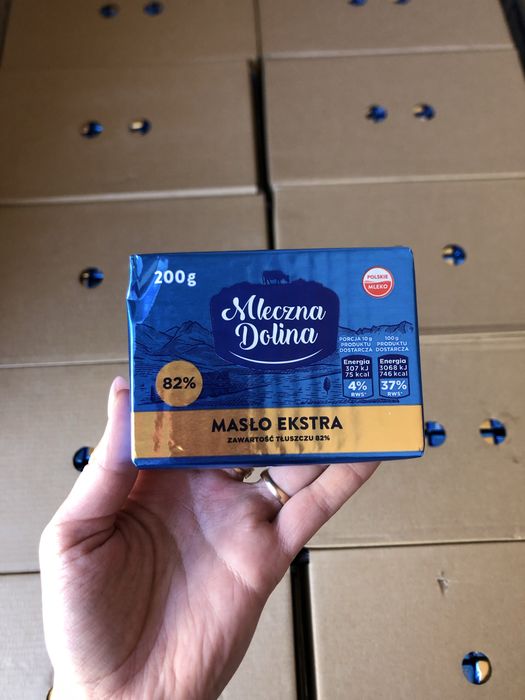 200g
POLSKIE
MLEKO
Mleczna
Dolina
PORCJA 10g
PRODUKTU
DOSTARCZA
100g
PRODUKTU
DOSTARCZA
Energia
307 kJ
75 kcal
4%
RWS*
Energia
3068 kJ
746 kcal
37%
RWS*
82%
MASŁO EKSTRA
ZAWARTOŚĆ TŁUSZCZU 82%